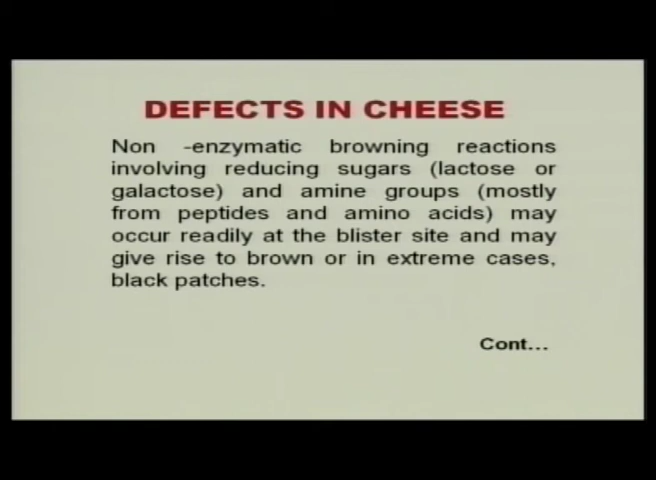 DEFECTS IN CHEESE
Non -enzymatic browning reactions
involving reducing sugars (lactose or
galactose) and amine groups (mostly
from peptides and amino acids) may
occur readily at the blister site and may
give rise to brown or in extreme cases,
black patches.
Cont...